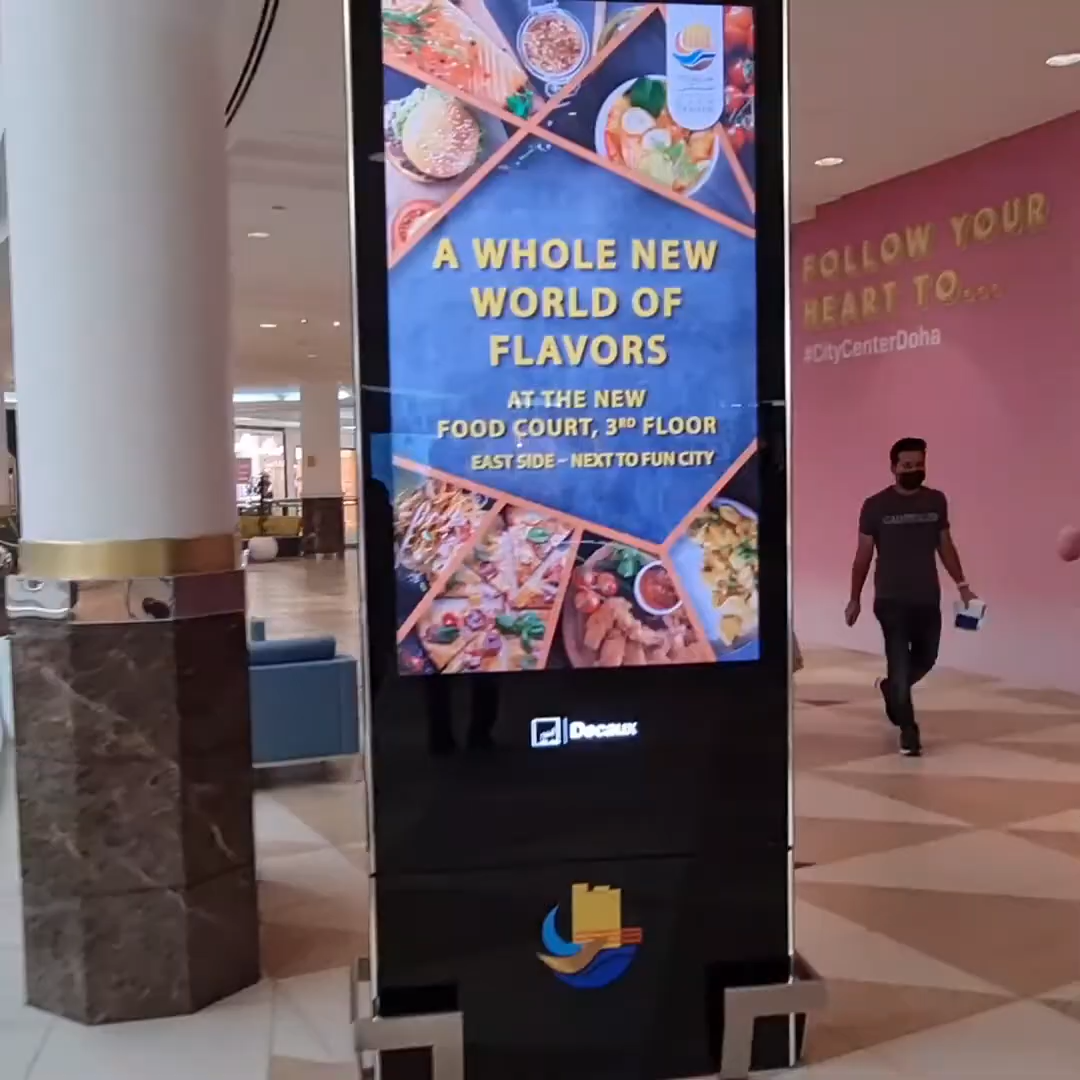 A WHOLE NEW
WORLD OF
FLAVORS
AT THE NEW
FOOD COURT, 3RD FLOOR
EAST SIDE – NEXT TO FUN CITY
Decaux
FOLLOW YOUR
HEART TO....
#CityCenterDoha